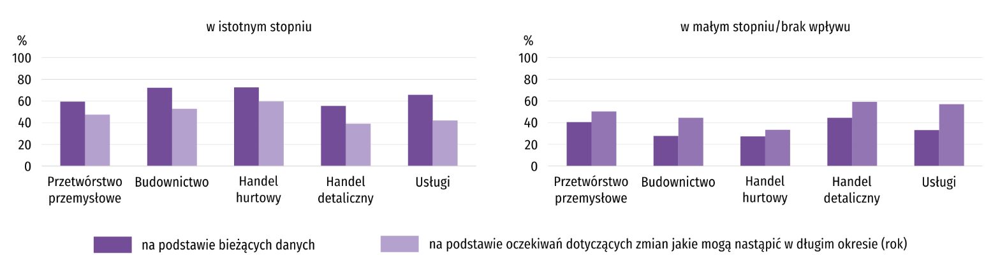 w istotnym stopniu
%
100
80
60
40
20
0
Przetwórstwo
przemysłowe
Budownictwo
Handel
hurtowy
Handel
detaliczny
Usługi
w małym stopniu/brak wpływu
%
100
80
60
40
20
0
Przetwórstwo
przemysłowe
Budownictwo
Handel
hurtowy
Handel
detaliczny
Usługi
na podstawie bieżących danych
na podstawie oczekiwań dotyczących zmian jakie mogą nastąpić w długim okresie (rok)